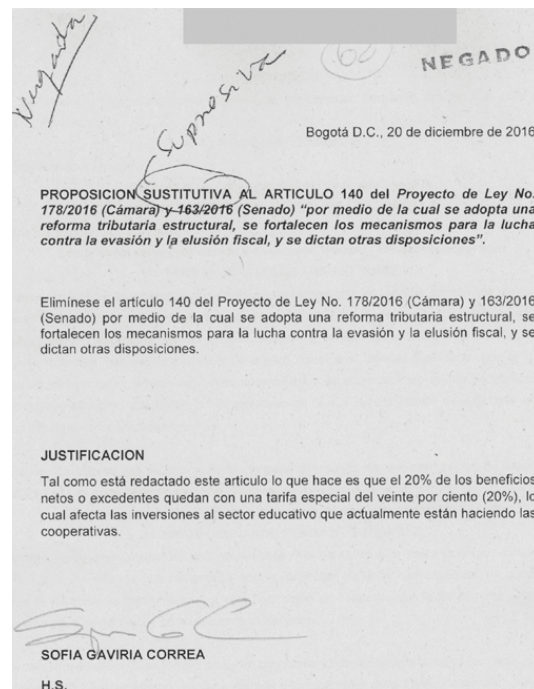 Negada
Supresiva
62
NEGADO
Bogotá D.C., 20 de diciembre de 2016
PROPOSICION SUSTITUTIVA AL ARTICULO 140 del Proyecto de Ley No.
178/2016 (Cámara) y 163/2016 (Senado) “por medio de la cual se adopta una
reforma tributaria estructural, se fortalecen los mecanismos para la lucha
contra la evasión y la elusión fiscal, y se dictan otras disposiciones”.
Elimínese el artículo 140 del Proyecto de Ley No. 178/2016 (Cámara) y 163/2016
(Senado) por medio de la cual se adopta una reforma tributaria estructural, se
fortalecen los mecanismos para la lucha contra la evasión y la elusión fiscal, y se
dictan otras disposiciones.
JUSTIFICACION
Tal como está redactado este articulo lo que hace es que el 20% de los beneficios
netos o excedentes quedan con una tarifa especial del veinte por ciento (20%), lo
cual afecta las inversiones al sector educativo que actualmente están haciendo las
cooperativas.
SOFIA GAVIRIA CORREA
H.S.